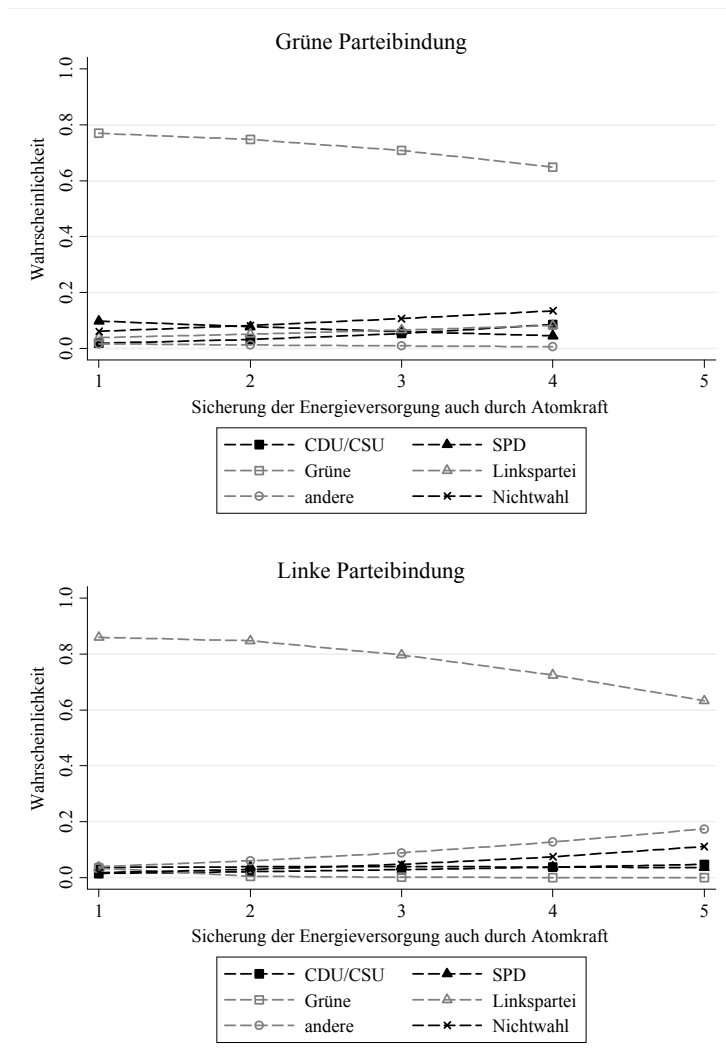 Grüne Parteibindung
Wahrscheinlichkeit
1.0
0.8
0.6
0.4
0.2
0.0
1 2 3 4 5
Sicherung der Energieversorgung auch durch Atomkraft
CDU/CSU SPD
Grüne Linkspartei
andere Nichtwahl
Linke Parteibindung
Wahrscheinlichkeit
1.0
0.8
0.6
0.4
0.2
0.0
1 2 3 4 5
Sicherung der Energieversorgung auch durch Atomkraft
CDU/CSU SPD
Grüne Linkspartei
andere Nichtwahl